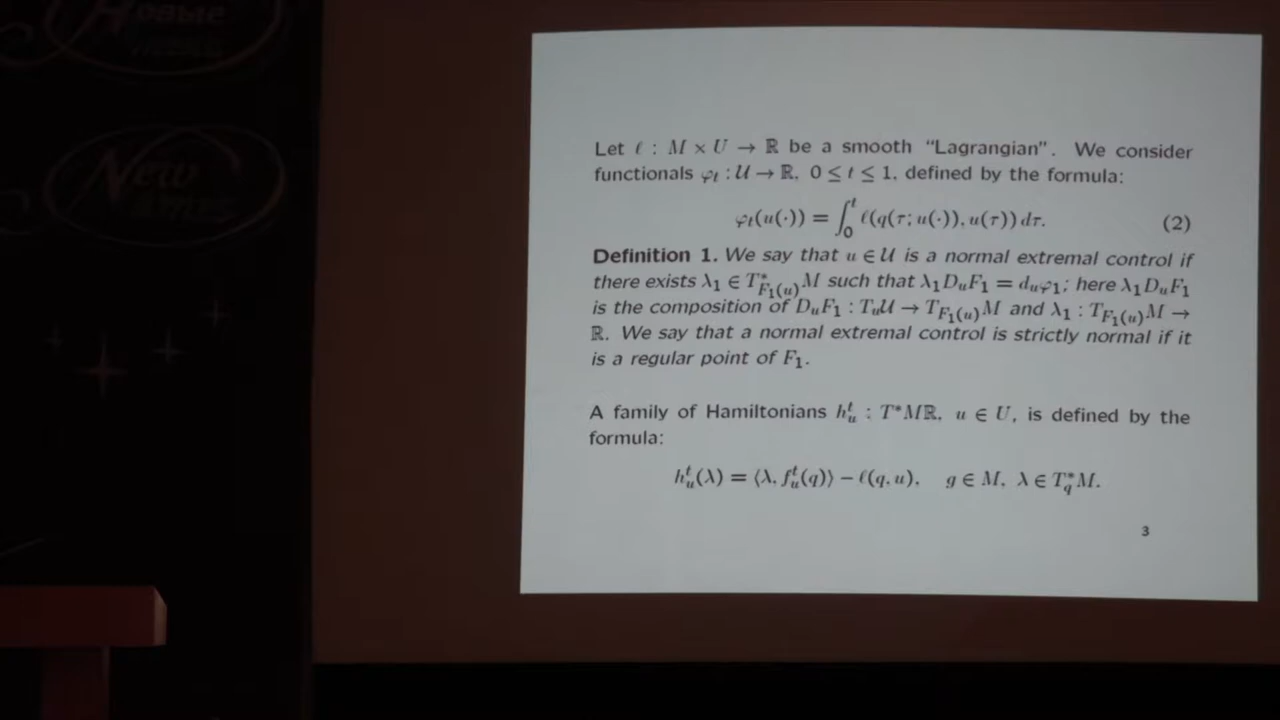 Новые
New
Let ℓ : M × U → ℝ be a smooth “Lagrangian”. We consider
functionals φ_t : 𝒰 → ℝ, 0 ≤ t ≤ 1, defined by the formula:
φ_t(u(·)) = ∫_0^t ℓ(q(τ; u(·)), u(τ)) dτ. (2)
Definition 1. We say that u ∈ 𝒰 is a normal extremal control if
there exists λ_1 ∈ T^*_{F_1(u)}M such that λ_1D_uF_1 = d_uφ_1; here λ_1D_uF_1
is the composition of D_uF_1 : T_u𝒰 → T_{F_1(u)}M and λ_1 : T_{F_1(u)}M →
ℝ. We say that a normal extremal control is strictly normal if it
is a regular point of F_1.
A family of Hamiltonians h^t_u : T^*Mℝ, u ∈ U, is defined by the
formula:
h^t_u(λ) = ⟨λ, f^t_u(q)⟩ − ℓ(q, u), g ∈ M, λ ∈ T^*_qM.
3